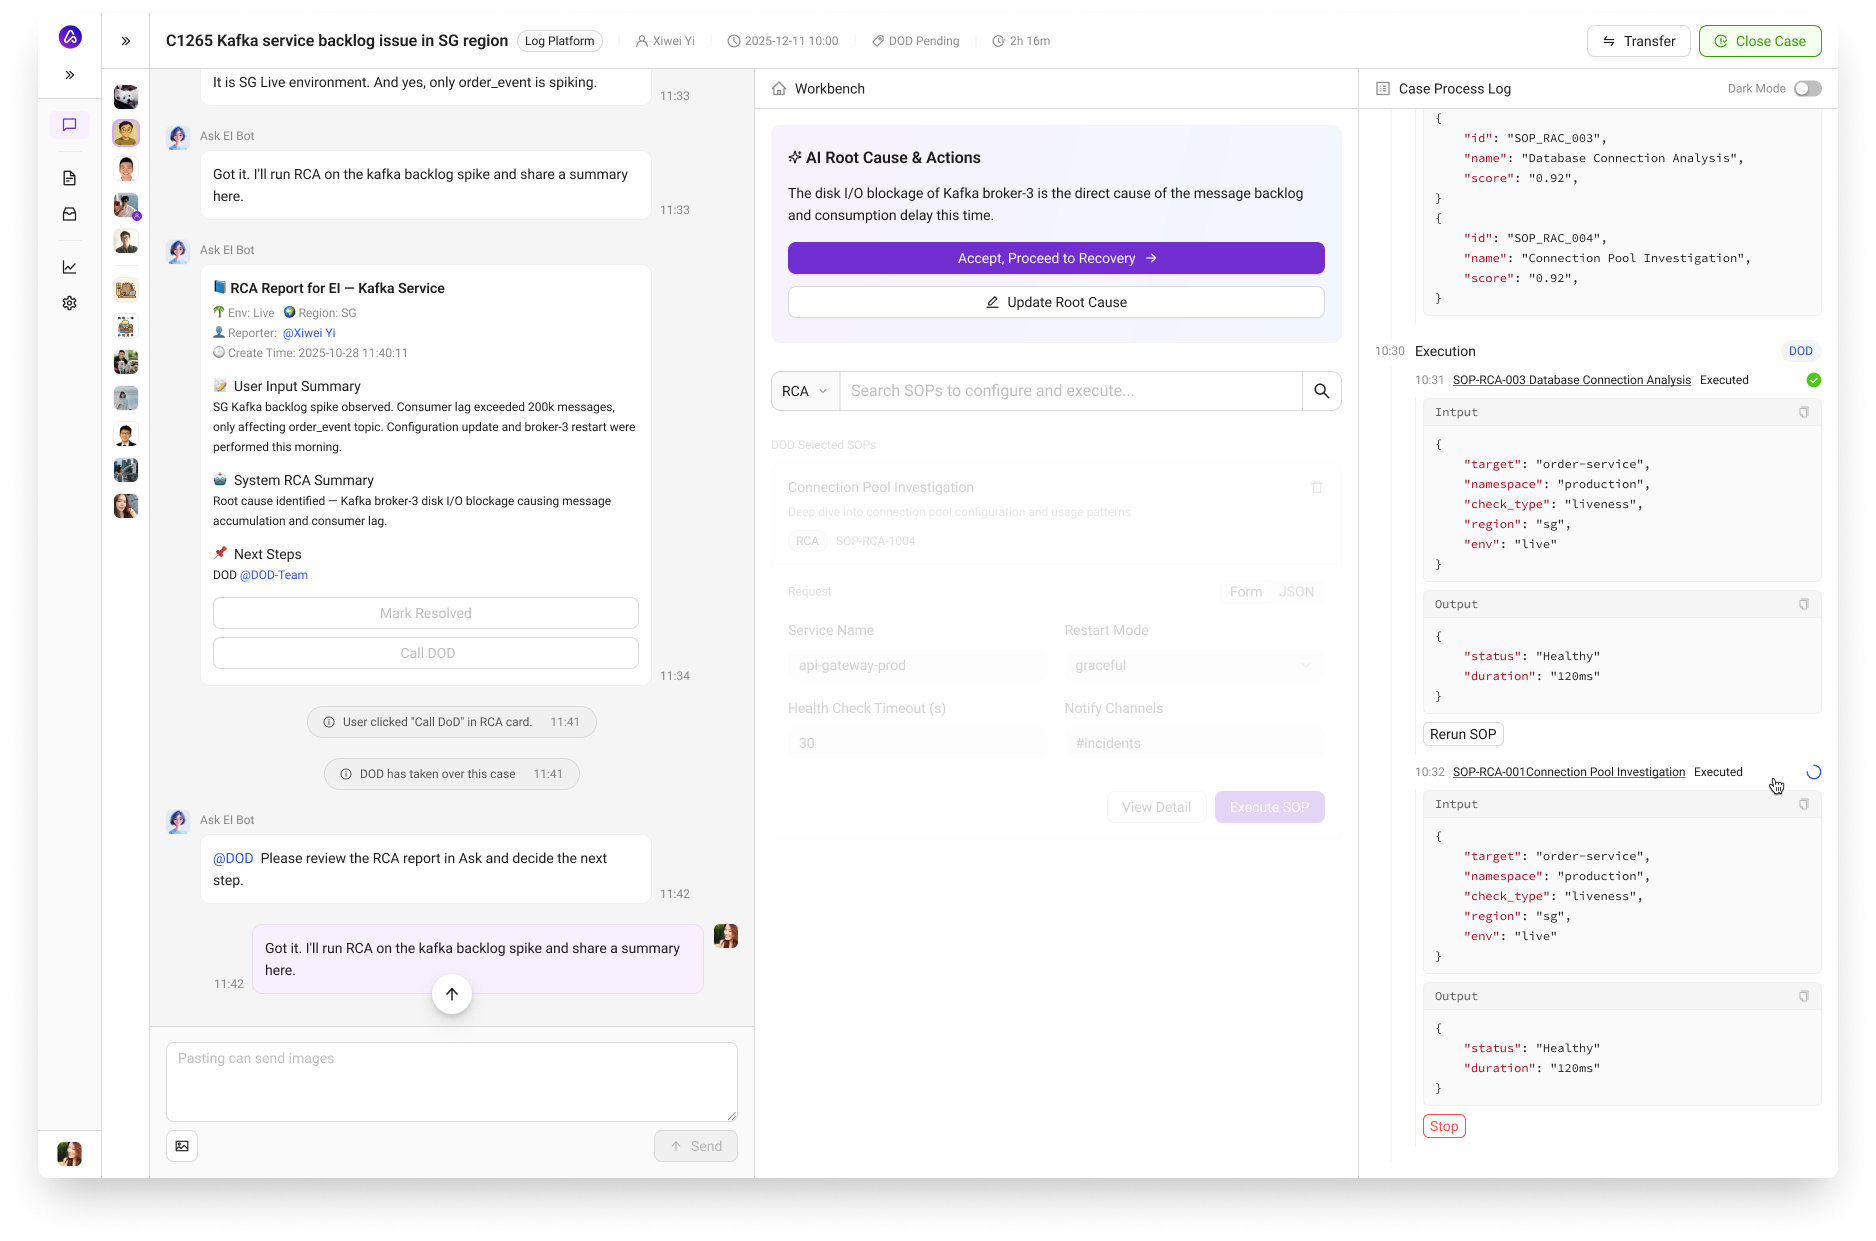 C1265 Kafka service backlog issue in SG region
Log Platform
Xiwei Yi
2025-12-11 10:00
DOD Pending
2h 16m
Transfer
Close Case
It is SG Live environment. And yes, only order_event is spiking.
11:33
Ask EI Bot
Got it. I'll run RCA on the kafka backlog spike and share a summary
here.
11:33
Ask EI Bot
RCA Report for EI — Kafka Service
Env: Live Region: SG
Reporter: @Xiwei Yi
Create Time: 2025-10-28 11:40:11
User Input Summary
SG Kafka backlog spike observed. Consumer lag exceeded 200k messages,
only affecting order_event topic. Configuration update and broker-3 restart were
performed this morning.
System RCA Summary
Root cause identified — Kafka broker-3 disk I/O blockage causing message
accumulation and consumer lag.
Next Steps
DOD @DOD-Team
Mark Resolved
Call DOD
11:34
User clicked "Call DoD" in RCA card. 11:41
DOD has taken over this case 11:41
Ask EI Bot
@DOD Please review the RCA report in Ask and decide the next
step.
11:42
Got it. I'll run RCA on the kafka backlog spike and share a summary
here.
11:42
Pasting can send images
Send
Workbench
AI Root Cause & Actions
The disk I/O blockage of Kafka broker-3 is the direct cause of the message backlog
and consumption delay this time.
Accept, Proceed to Recovery
Update Root Cause
RCA
Search SOPs to configure and execute...
DOD Selected SOPs
Connection Pool Investigation
Deep dive into connection pool configuration and usage patterns
RCA SOP-RCA-1004
Request
Form JSON
Service Name
Restart Mode
api-gateway-prod
graceful
Health Check Timeout (s)
Notify Channels
30
#incidents
View Detail
Execute SOP
Case Process Log
Dark Mode
{
"id": "SOP_RAC_003",
"name": "Database Connection Analysis",
"score": "0.92",
}
{
"id": "SOP_RAC_004",
"name": "Connection Pool Investigation",
"score": "0.92",
}
10:30 Execution
DOD
10:31 SOP-RCA-003 Database Connection Analysis Executed
Intput
{
"target": "order-service",
"namespace": "production",
"check_type": "liveness",
"region": "sg",
"env": "live"
}
Output
{
"status": "Healthy"
"duration": "120ms"
}
Rerun SOP
10:32 SOP-RCA-001Connection Pool Investigation Executed
Intput
{
"target": "order-service",
"namespace": "production",
"check_type": "liveness",
"region": "sg",
"env": "live"
}
Output
{
"status": "Healthy"
"duration": "120ms"
}
Stop